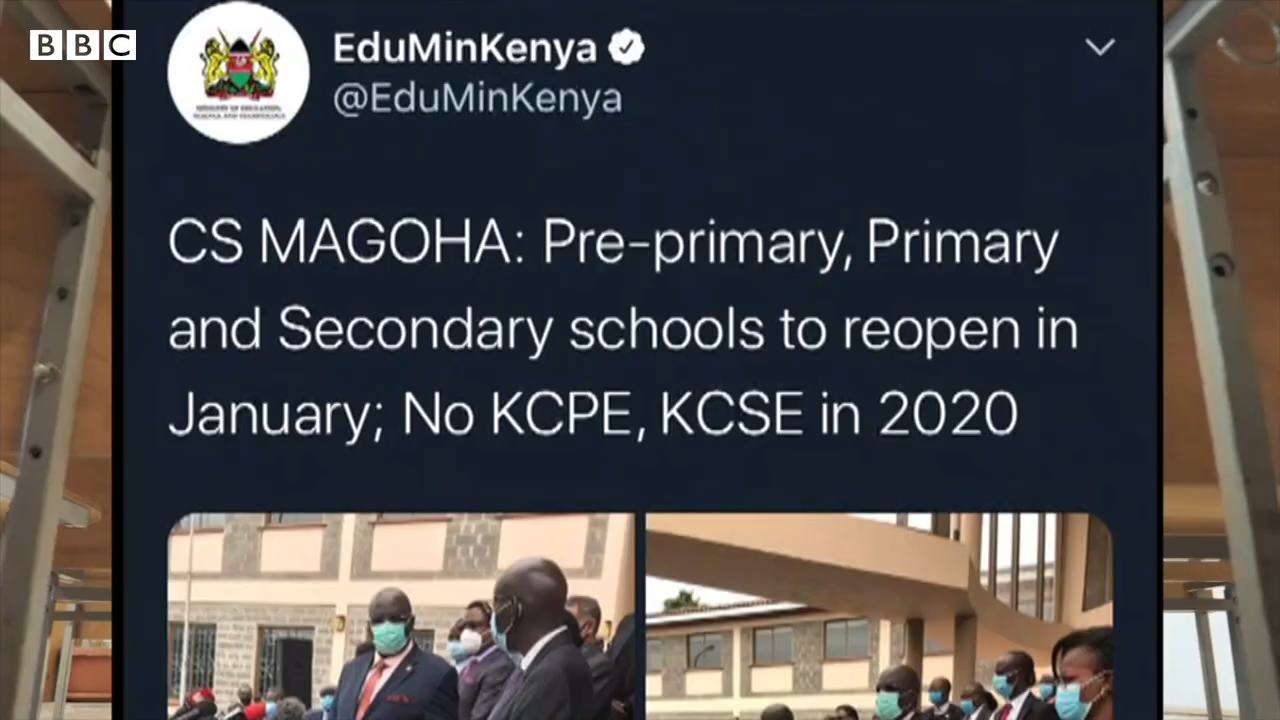 BBC
EduMinKenya
@EduMinKenya
CS MAGOHA: Pre-primary, Primary
and Secondary schools to reopen in
January; No KCPE, KCSE in 2020